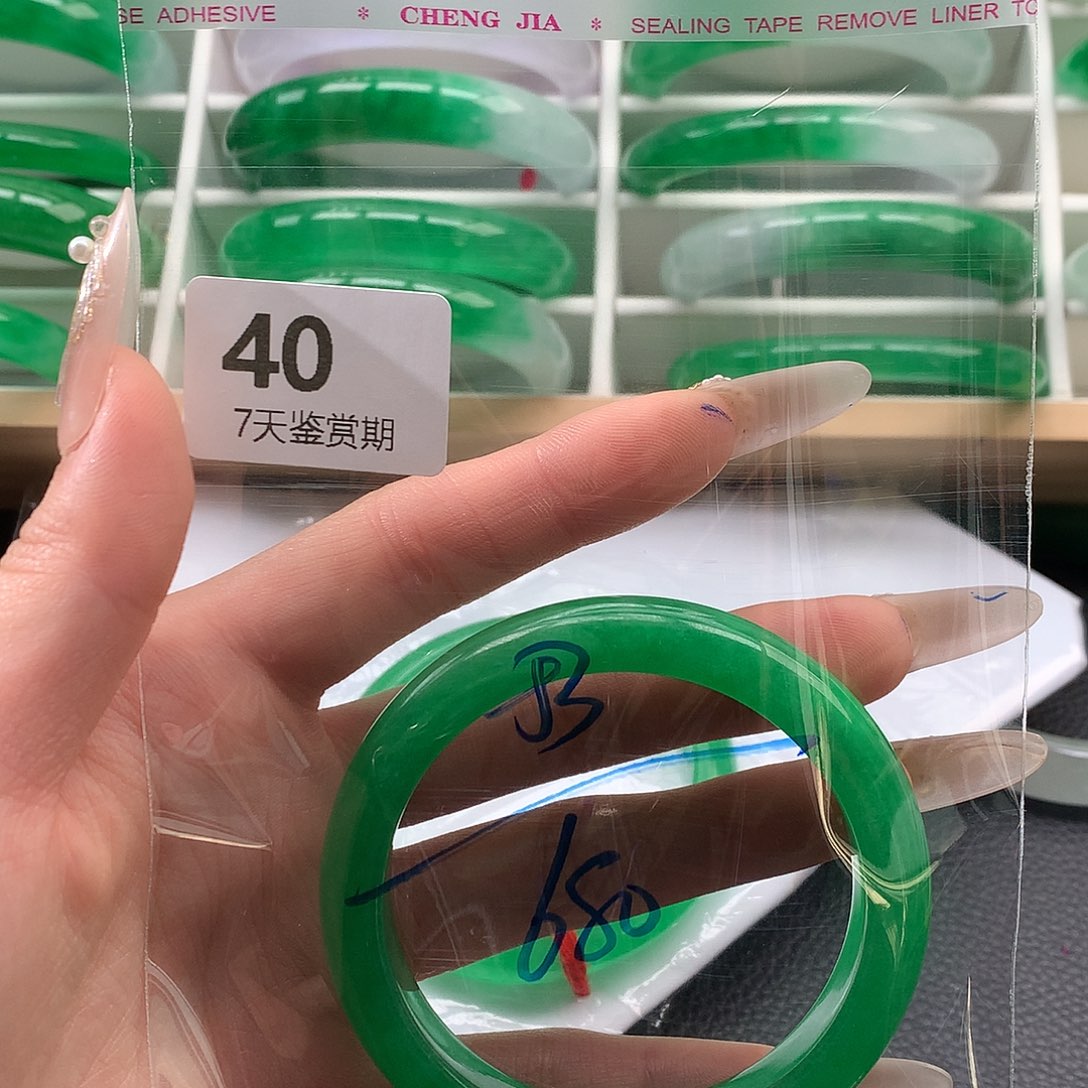 SE ADHESIVE * CHENG JIA * SEALING TAPE REMOVE LINER TO
40
7天鉴赏期
680